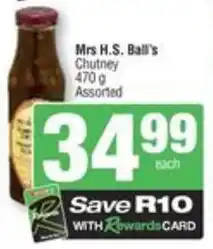 Mrs H.S. Ball's
Chutney
470 g
Assorted
34.99
each
Save R10
WITH Rewards CARD